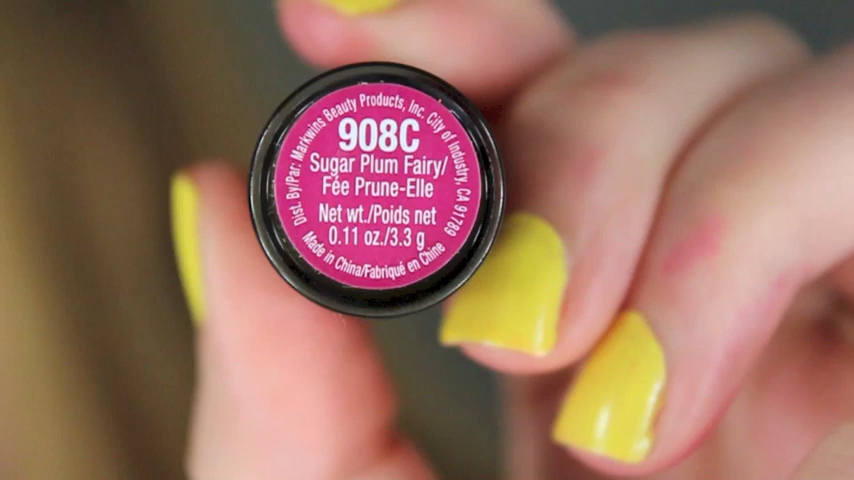 Dist. By/Par: Markwins Beauty Products, Inc. City of Industry, CA 91789
908C
Sugar Plum Fairy/
Fée Prune-Elle
Net wt./Poids net
0.11 oz./3.3 g
Made in China/Fabriqué en Chine